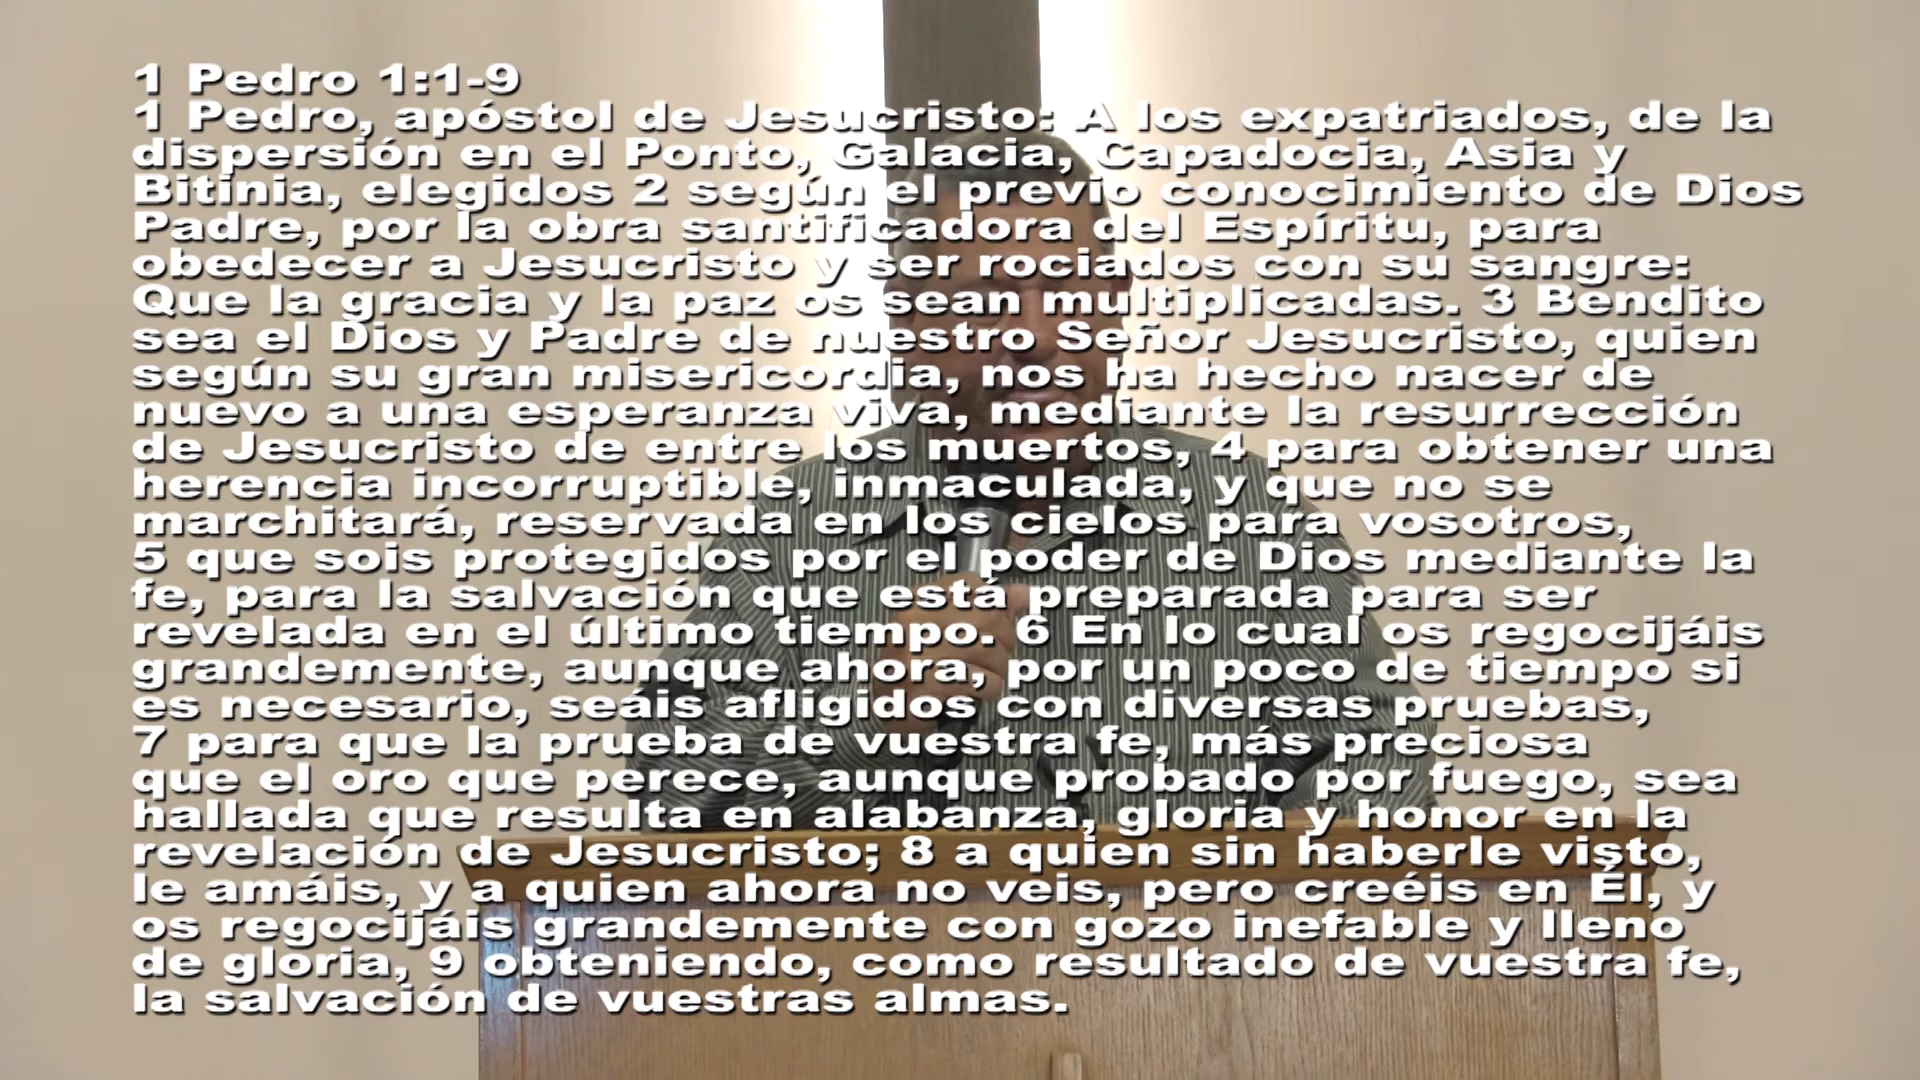 1 Pedro 1:1-9
1 Pedro, apóstol de Jesucristo: A los expatriados, de la
dispersión en el Ponto, Galacia, Capadocia, Asia y
Bitinia, elegidos 2 según el previo conocimiento de Dios
Padre, por la obra santificadora del Espíritu, para
obedecer a Jesucristo y ser rociados con su sangre:
Que la gracia y la paz os sean multiplicadas. 3 Bendito
sea el Dios y Padre de nuestro Señor Jesucristo, quien
según su gran misericordia, nos ha hecho nacer de
nuevo a una esperanza viva, mediante la resurrección
de Jesucristo de entre los muertos, 4 para obtener una
herencia incorruptible, inmaculada, y que no se
marchitará, reservada en los cielos para vosotros,
5 que sois protegidos por el poder de Dios mediante la
fe, para la salvación que está preparada para ser
revelada en el último tiempo. 6 En lo cual os regocijáis
grandemente, aunque ahora, por un poco de tiempo si
es necesario, seáis afligidos con diversas pruebas,
7 para que la prueba de vuestra fe, más preciosa
que el oro que perece, aunque probado por fuego, sea
hallada que resulta en alabanza, gloria y honor en la
revelación de Jesucristo; 8 a quien sin haberle visto,
le amáis, y a quien ahora no veis, pero creéis en Él, y
os regocijáis grandemente con gozo inefable y lleno
de gloria, 9 obteniendo, como resultado de vuestra fe,
la salvación de vuestras almas.